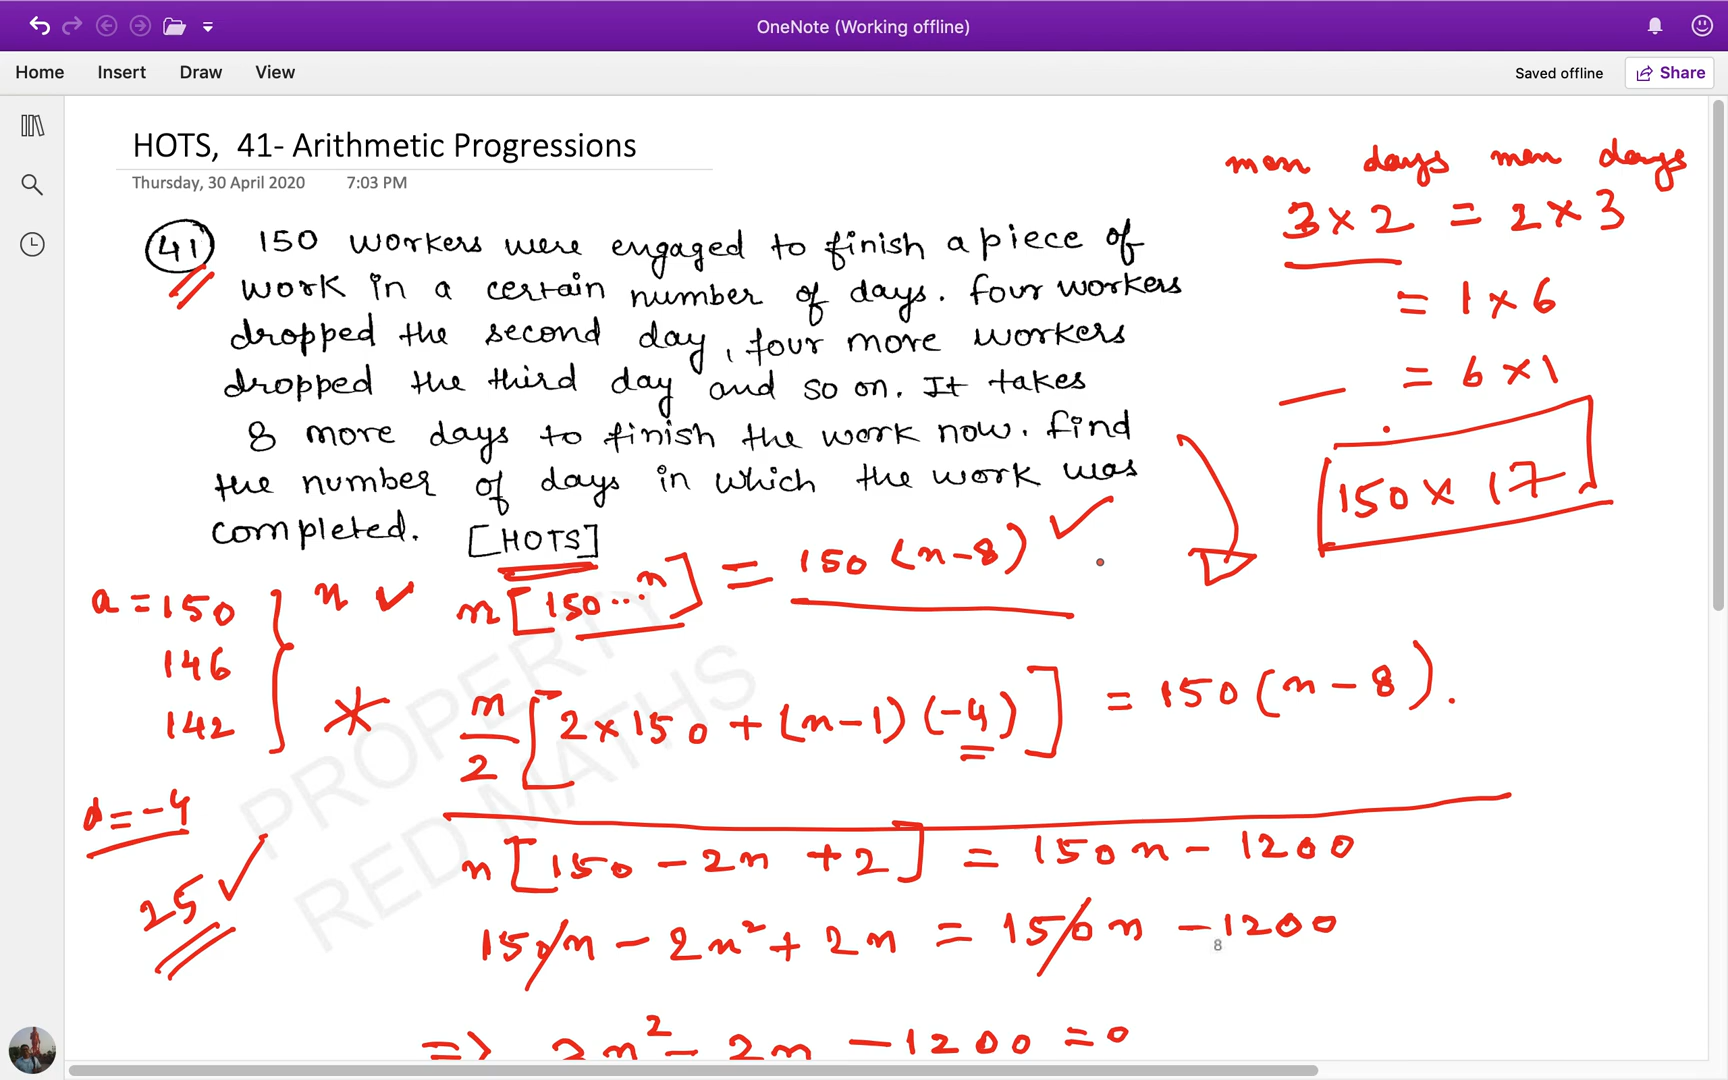 OneNote (Working offline)
Home Insert Draw View
Saved offline Share
HOTS, 41- Arithmetic Progressions
Thursday, 30 April 2020 7:03 PM
41 150 workers were engaged to finish a piece of
work in a certain number of days. four workers
dropped the second day, four more workers
dropped the third day and so on. It takes
8 more days to finish the work now. find
the number of days in which the work was
completed. [HOTS]
men days men days
3 × 2 = 2 × 3
= 1 × 6
= 6 × 1
150 × 17
a = 150
146
142
n ✓
n [150 ... n] = 150 (n - 8) ✓
*
n/2 [2 × 150 + (n - 1) (-4)] = 150 (n - 8).
d = -4
25 ✓
n [150 - 2n + 2] = 150n - 1200
150n - 2n² + 2n = 150n - 1200
8
=> 2n² - 2n - 1200 = 0
PROPERTY
RED MATHS